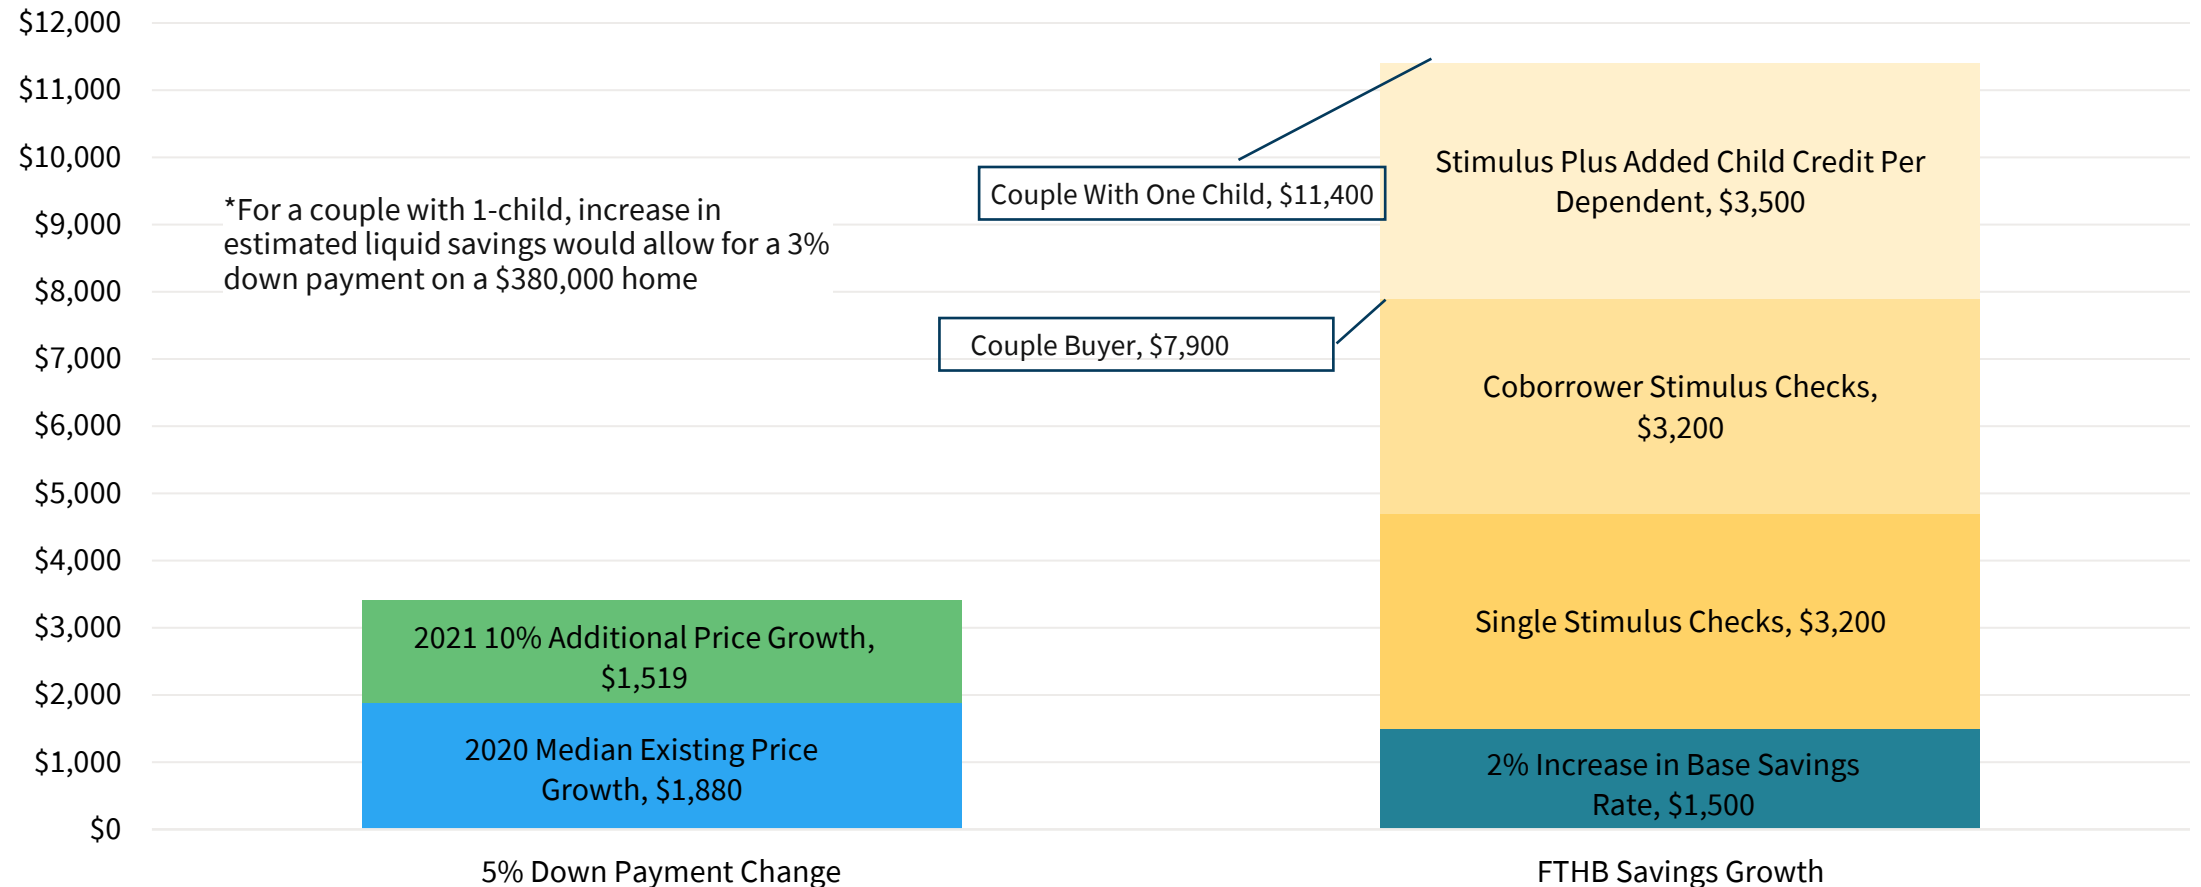 $12,000
$11,000
$10,000
$9,000
$8,000
$7,000
$6,000
$5,000
$4,000
$3,000
$2,000
$1,000
$0
*For a couple with 1-child, increase in
estimated liquid savings would allow for a 3%
down payment on a $380,000 home
2021 10% Additional Price Growth,
$1,519
2020 Median Existing Price
Growth, $1,880
Couple With One Child, $11,400
Couple Buyer, $7,900
Stimulus Plus Added Child Credit Per
Dependent, $3,500
Coborrower Stimulus Checks,
$3,200
Single Stimulus Checks, $3,200
2% Increase in Base Savings
Rate, $1,500
5% Down Payment Change
FTHB Savings Growth